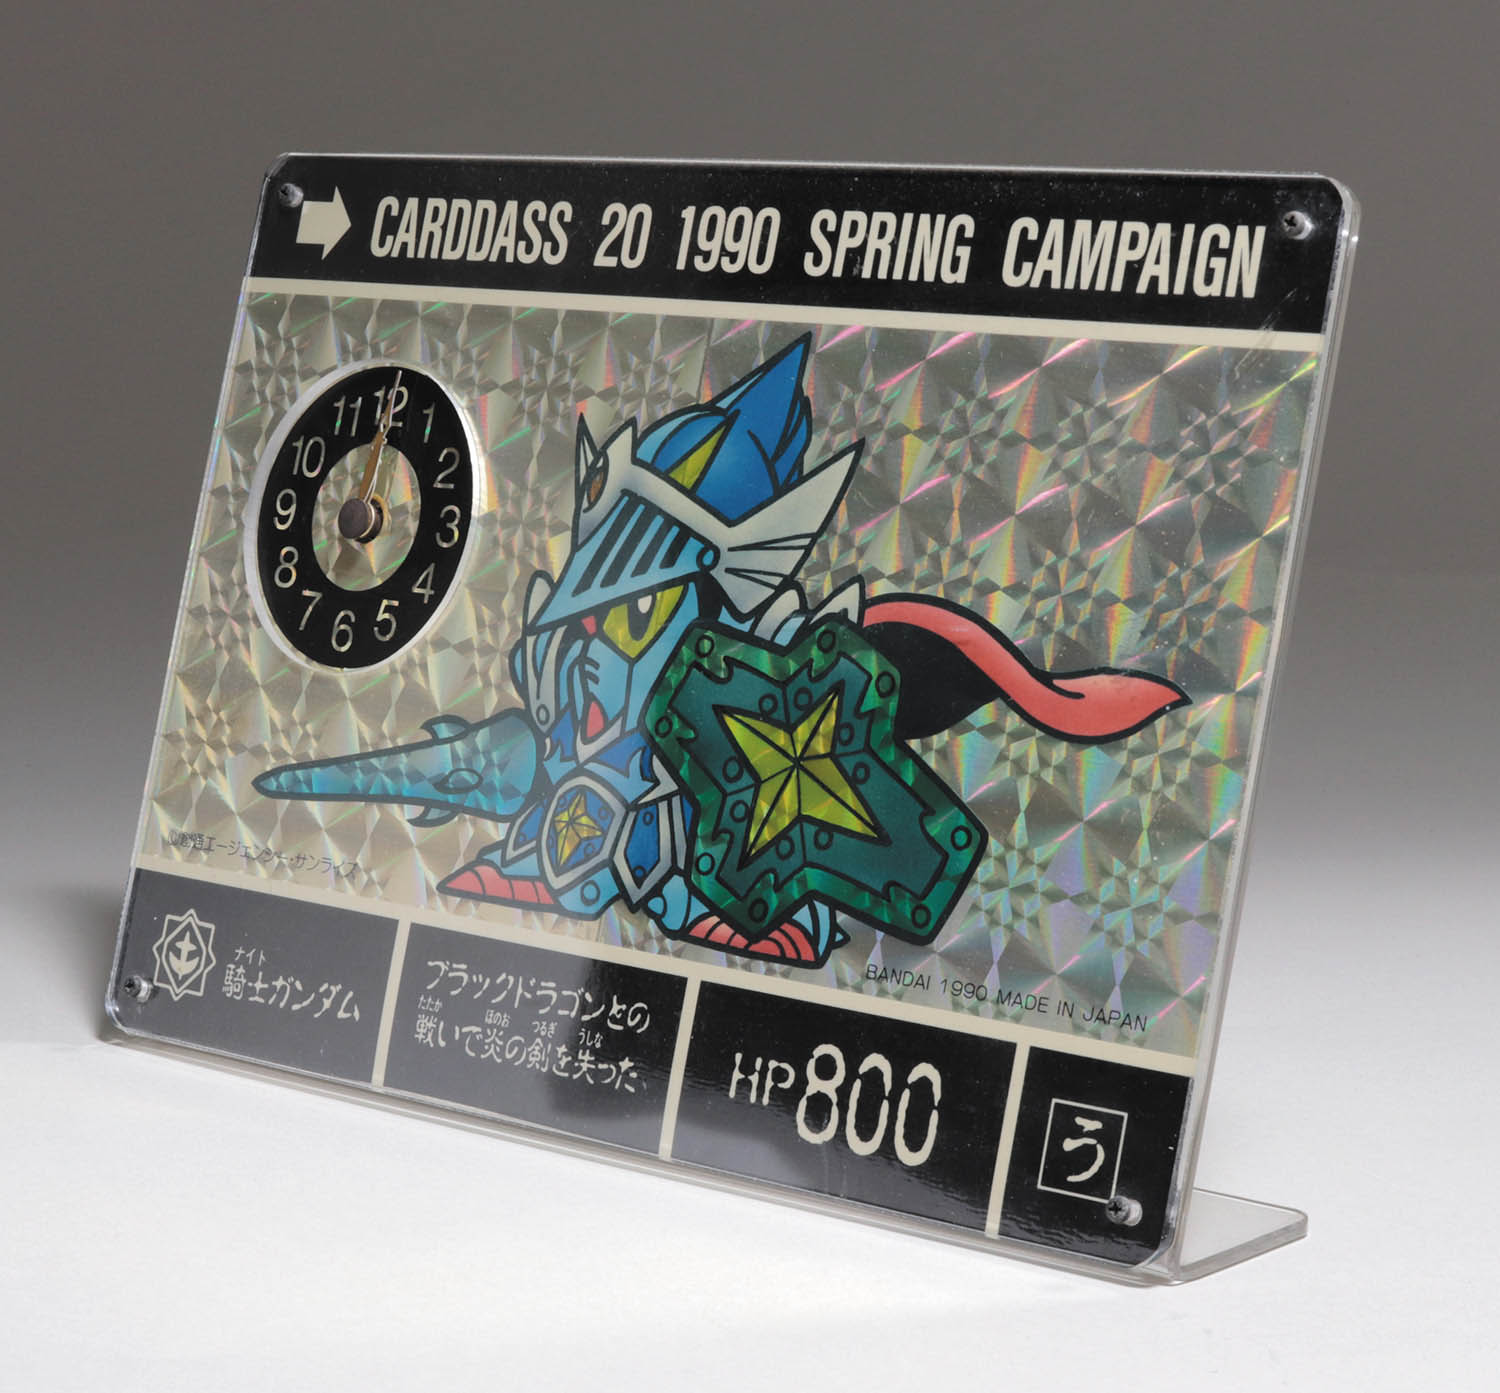 CARDDASS 20 1990 SPRING CAMPAIGN
11 12 1
10 2
9 3
8 4
7 6 5
©創通エージェンシー・サンライズ
BANDAI 1990 MADE IN JAPAN
ナイト
騎士ガンダム
ブラックドラゴンとの
たたか ほのお つるぎ うしな
戦いで炎の剣を失った
HP800
う